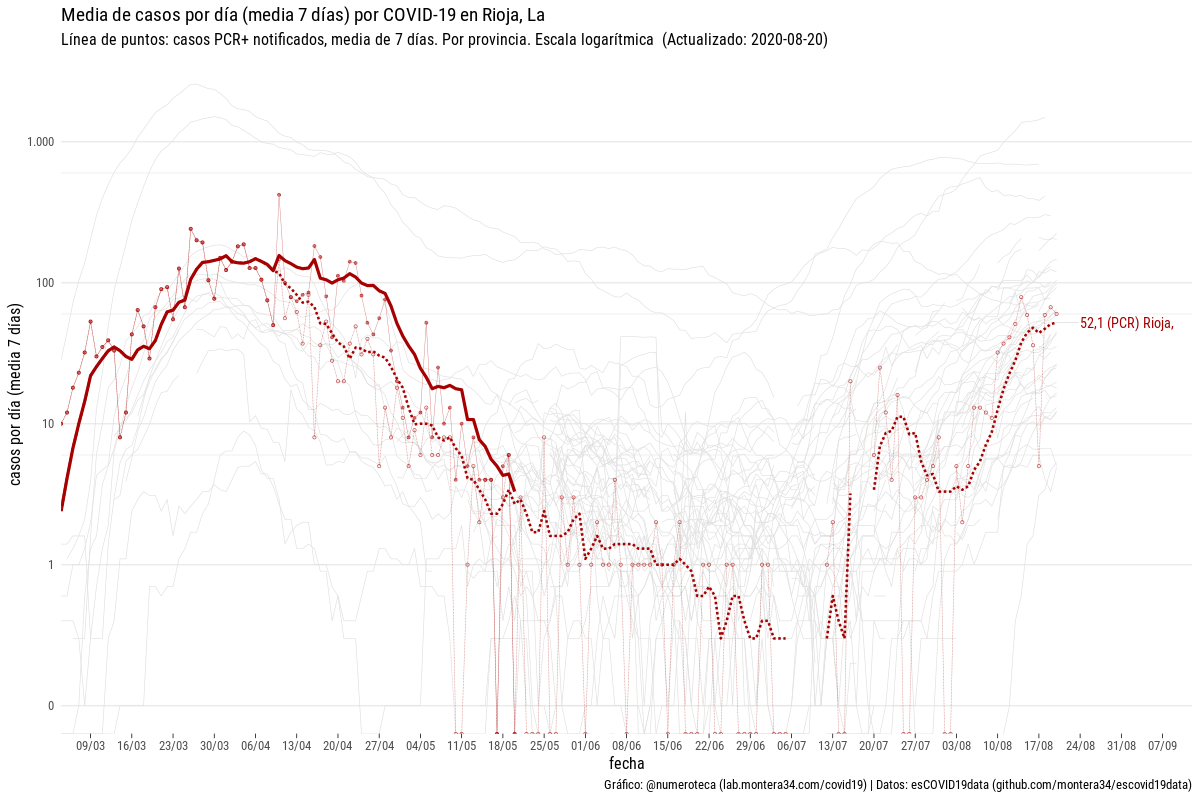 Media de casos por día (media 7 días) por COVID-19 en Rioja, La
Línea de puntos: casos PCR+ notificados, media de 7 días. Por provincia. Escala logarítmica  (Actualizado: 2020-08-20)
casos por día (media 7 días)
1.000
100
10
1
0
52,1 (PCR) Rioja,
09/03 16/03 23/03 30/03 06/04 13/04 20/04 27/04 04/05 11/05 18/05 25/05 01/06 08/06 15/06 22/06 29/06 06/07 13/07 20/07 27/07 03/08 10/08 17/08 24/08 31/08 07/09
fecha
Gráfico: @numeroteca (lab.montera34.com/covid19) | Datos: esCOVID19data (github.com/montera34/escovid19data)